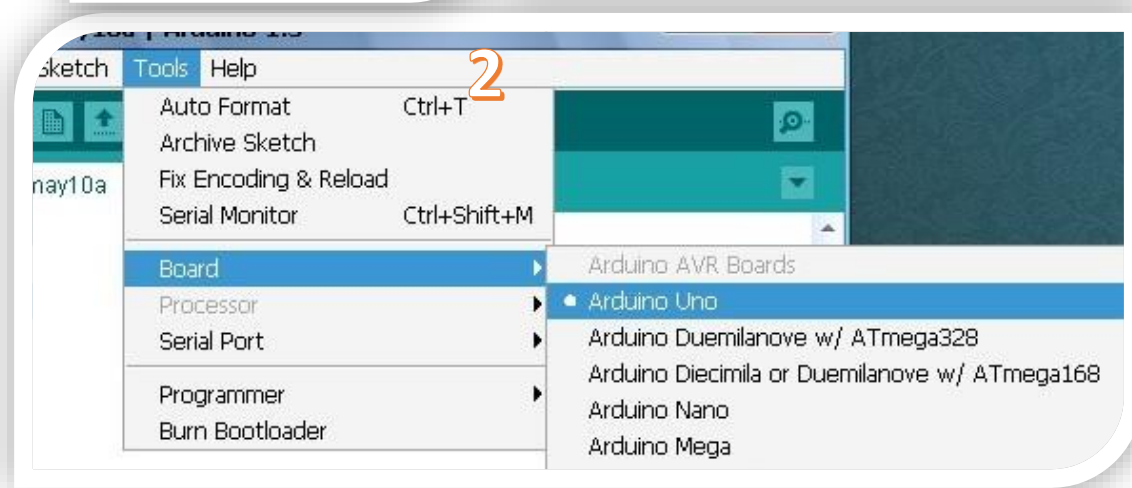 Sketch Tools Help
2
Auto Format Ctrl+T
Archive Sketch
may10a
Fix Encoding & Reload
Serial Monitor Ctrl+Shift+M
Board
Arduino AVR Boards
Processor
Arduino Uno
Serial Port
Arduino Duemilanove w/ ATmega328
Arduino Diecimila or Duemilanove w/ ATmega168
Programmer
Arduino Nano
Burn Bootloader
Arduino Mega